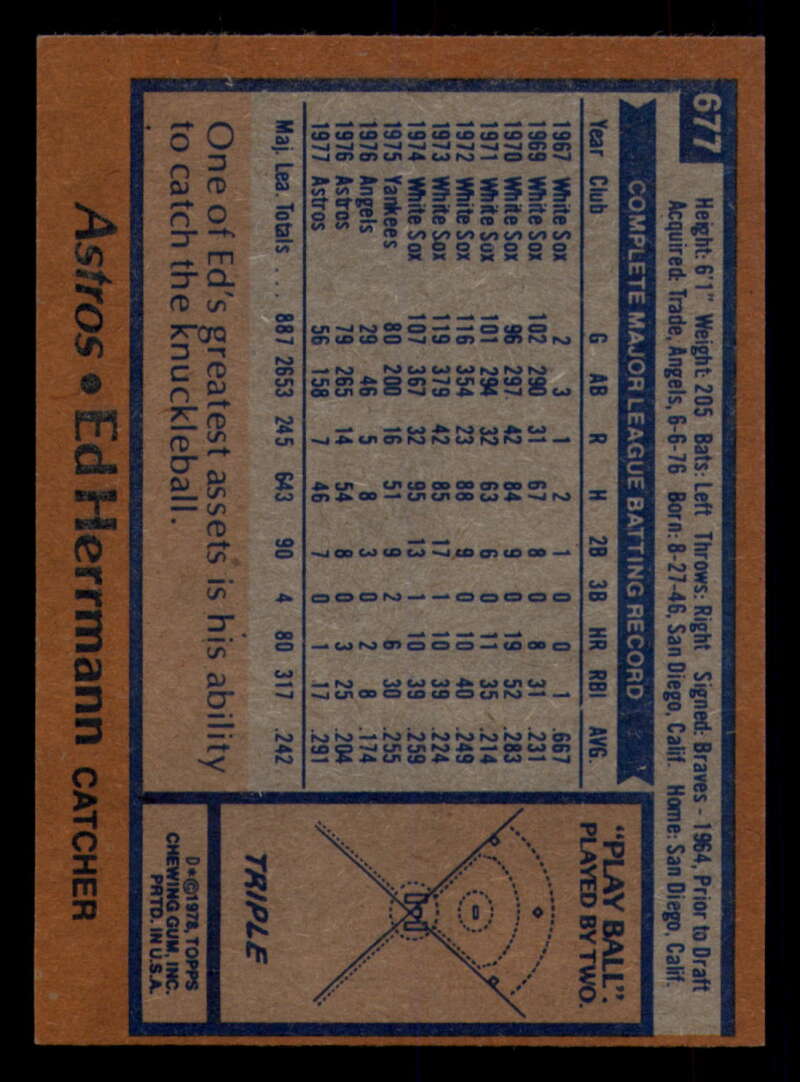 677
Height: 6'1" Weight: 205 Bats: Left Throws: Right Signed: Braves - 1964, Prior to Draft
Acquired: Trade, Angels, 6-6-76 Born: 8-27-46, San Diego, Calif. Home: San Diego, Calif.
COMPLETE MAJOR LEAGUE BATTING RECORD
Year Club G AB R H 2B 3B HR RBI AVG.
1967 White Sox 2 3 1 2 1 0 0 1 .667
1969 White Sox 102 290 31 67 8 0 8 31 .231
1970 White Sox 96 297 42 84 9 0 19 52 .283
1971 White Sox 101 294 32 63 6 0 11 35 .214
1972 White Sox 116 354 23 88 9 0 10 40 .249
1973 White Sox 119 379 42 85 17 1 10 39 .224
1974 White Sox 107 367 32 95 13 1 10 39 .259
1975 Yankees 80 200 16 51 9 2 6 30 .255
1976 Angels 29 46 5 8 3 0 2 8 .174
1976 Astros 79 265 14 54 8 0 3 25 .204
1977 Astros 56 158 7 46 7 0 1 17 .291
Maj. Lea. Totals . . . 887 2653 245 643 90 4 80 317 .242
One of Ed's greatest assets is his ability
to catch the knuckleball.
"PLAY BALL".
PLAYED BY TWO.
TRIPLE
D*©1978, TOPPS
CHEWING GUM, INC.
PRTD. IN U.S.A.
Astros • Ed Herrmann CATCHER